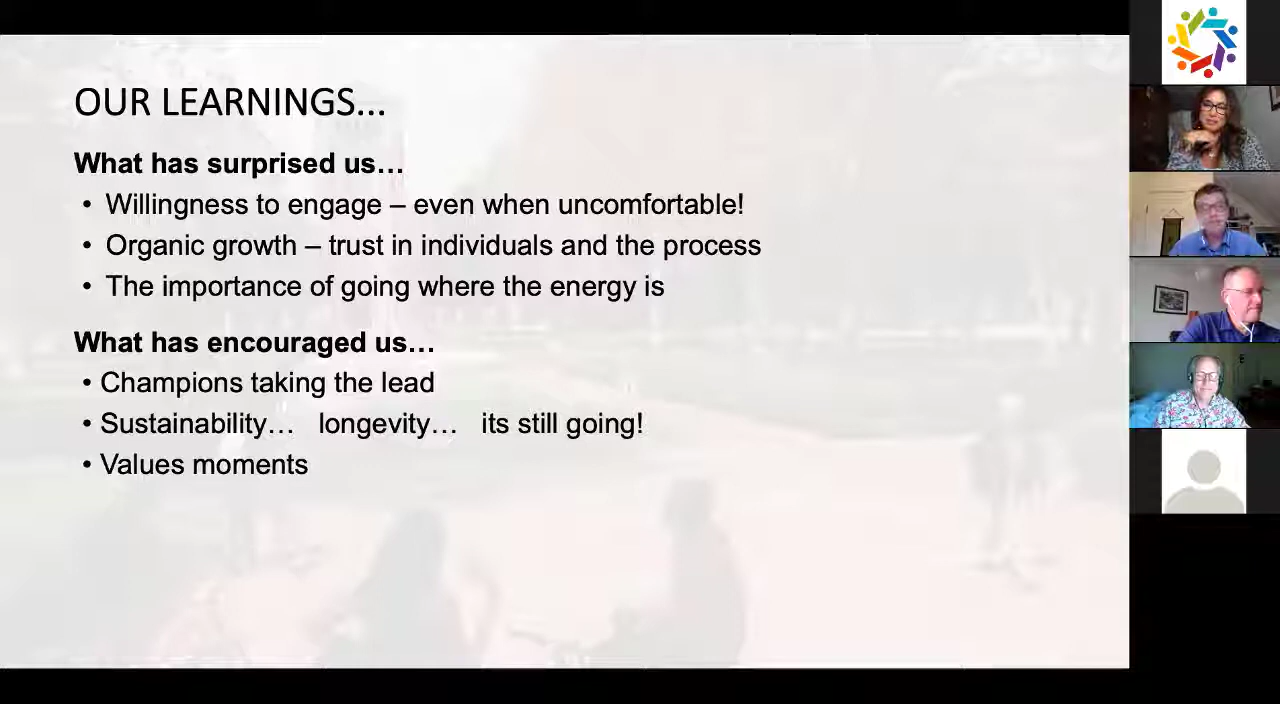 OUR LEARNINGS...
What has surprised us…
• Willingness to engage – even when uncomfortable!
• Organic growth – trust in individuals and the process
• The importance of going where the energy is
What has encouraged us…
• Champions taking the lead
• Sustainability… longevity… its still going!
• Values moments